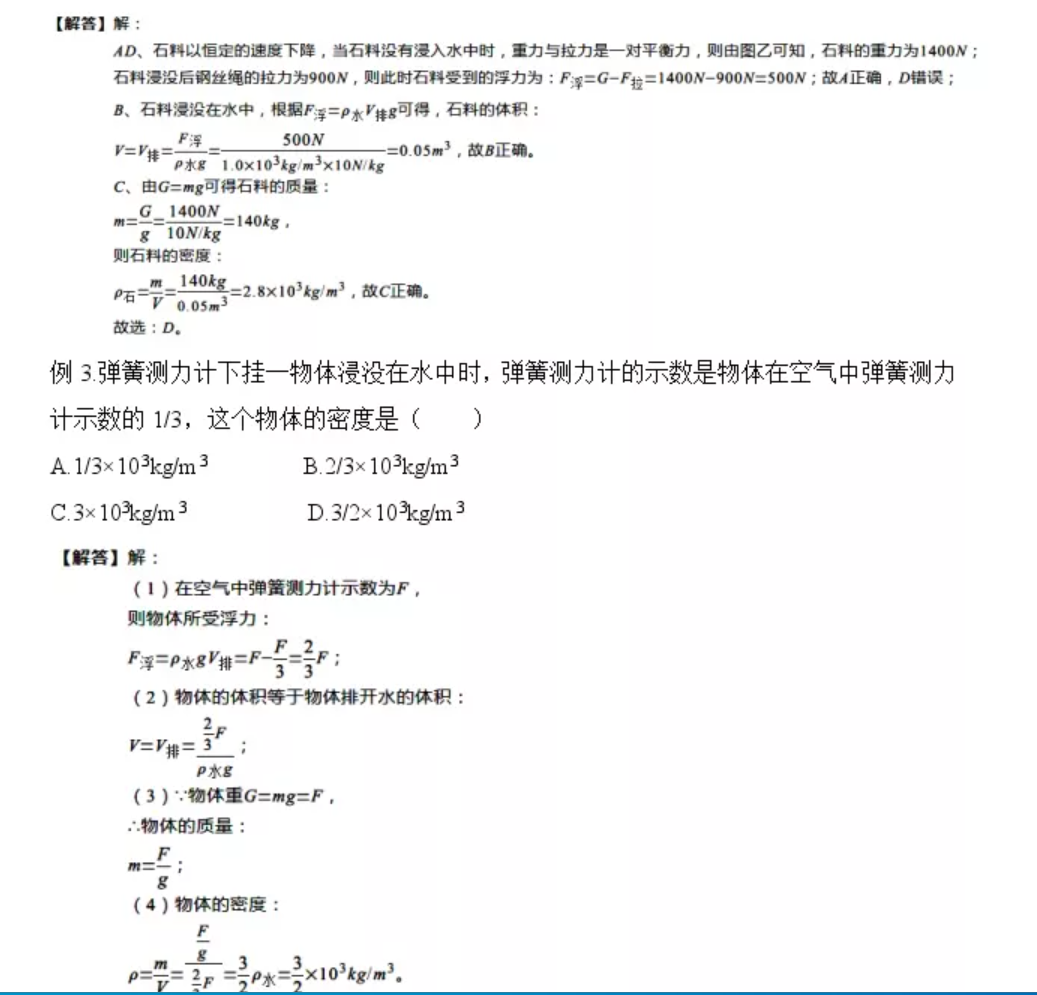 【解答】解：
AD、石料以恒定的速度下降，当石料没有浸入水中时，重力与拉力是一对平衡力，则由图乙可知，石料的重力为1400N；
石料浸没后钢丝绳的拉力为900N，则此时石料受到的浮力为：F浮=G−F拉=1400N−900N=500N；故A正确，D错误；
B、石料浸没在水中，根据F浮=ρ水V排g可得，石料的体积：
V=V排=F浮/ρ水g=500N/1.0×10³kg/m³×10N/kg=0.05m³，故B正确。
C、由G=mg可得石料的质量：
m=G/g=1400N/10N/kg=140kg，
则石料的密度：
ρ石=m/V=140kg/0.05m³=2.8×10³kg/m³，故C正确。
故选：D。
例 3.弹簧测力计下挂一物体浸没在水中时，弹簧测力计的示数是物体在空气中弹簧测力
计示数的 1/3，这个物体的密度是（　　）
A.1/3×10³kg/m³　　B.2/3×10³kg/m³
C.3×10³kg/m³　　D.3/2×10³kg/m³
【解答】解：
（1）在空气中弹簧测力计示数为F，
则物体所受浮力：
F浮=ρ水gV排=F−F/3=2/3F；
（2）物体的体积等于物体排开水的体积：
V=V排=2/3F/ρ水g；
（3）∵物体重G=mg=F，
∴物体的质量：
m=F/g；
（4）物体的密度：
ρ=m/V=F/g/2/3F=3/2ρ水=3/2×10³kg/m³。